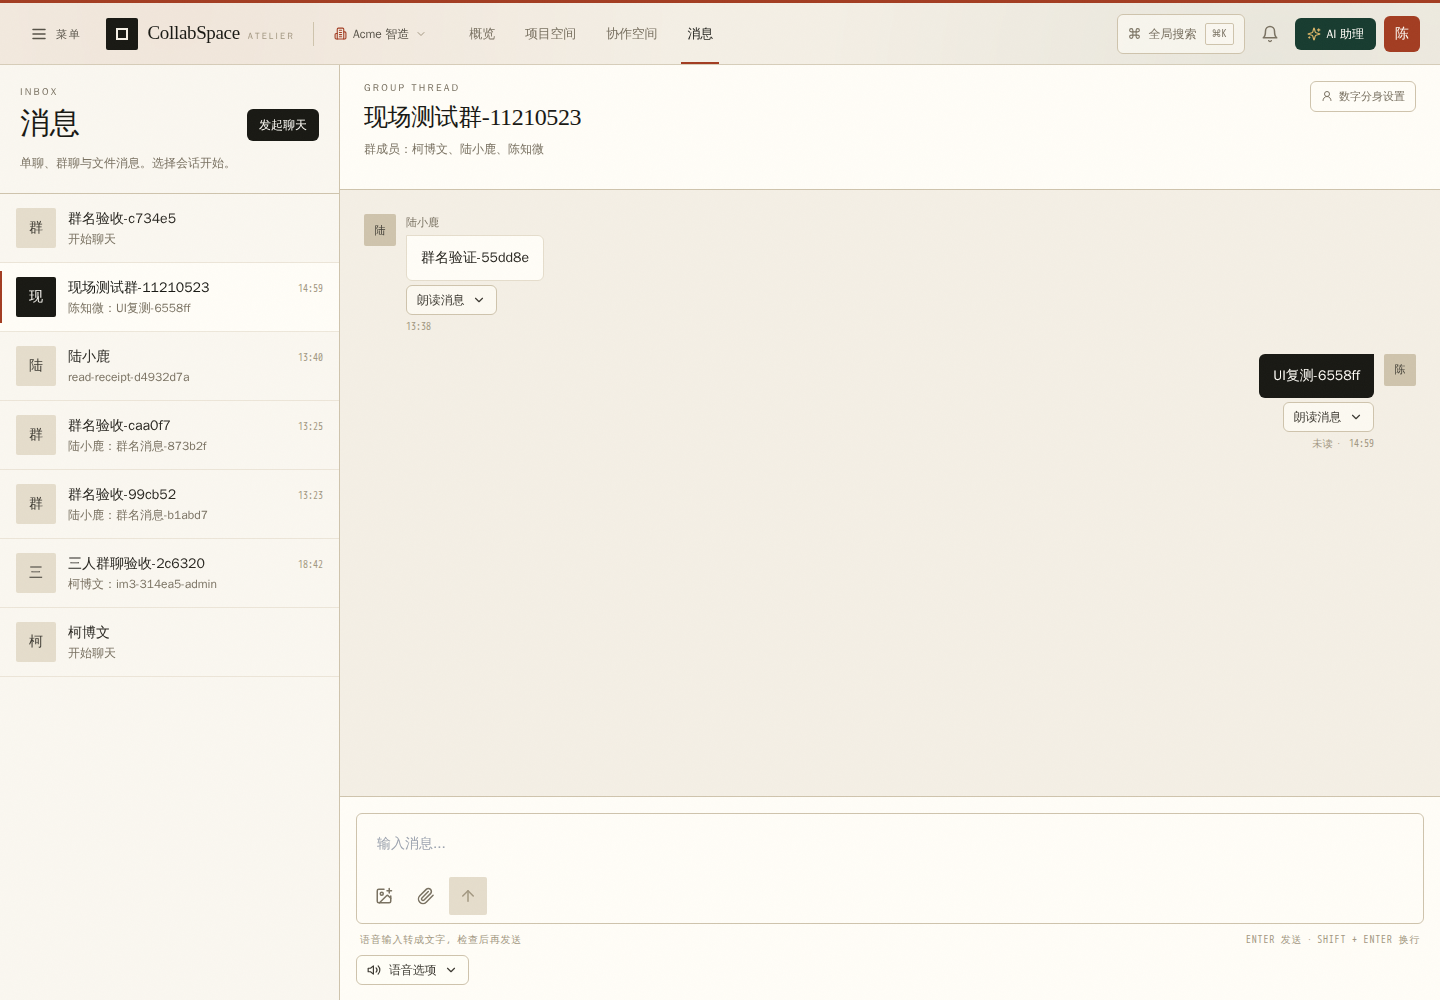 菜单
CollabSpace ATELIER
Acme 智造
概览
项目空间
协作空间
消息
⌘ 全局搜索 ⌘K
AI 助理
陈
INBOX
消息
发起聊天
单聊、群聊与文件消息。选择会话开始。
群
群名验收-c734e5
开始聊天
现
现场测试群-11210523
14:59
陈知微：UI复测-6558ff
陆
陆小鹿
13:40
read-receipt-d4932d7a
群
群名验收-caa0f7
13:25
陆小鹿：群名消息-873b2f
群
群名验收-99cb52
13:23
陆小鹿：群名消息-b1abd7
三
三人群聊验收-2c6320
18:42
柯博文：im3-314ea5-admin
柯
柯博文
开始聊天
GROUP THREAD
现场测试群-11210523
群成员：柯博文、陆小鹿、陈知微
数字分身设置
陆
陆小鹿
群名验证-55dd8e
朗读消息
13:38
UI复测-6558ff
陈
朗读消息
未读 · 14:59
输入消息...
语音输入转成文字, 检查后再发送
ENTER 发送 · SHIFT + ENTER 换行
语音选项